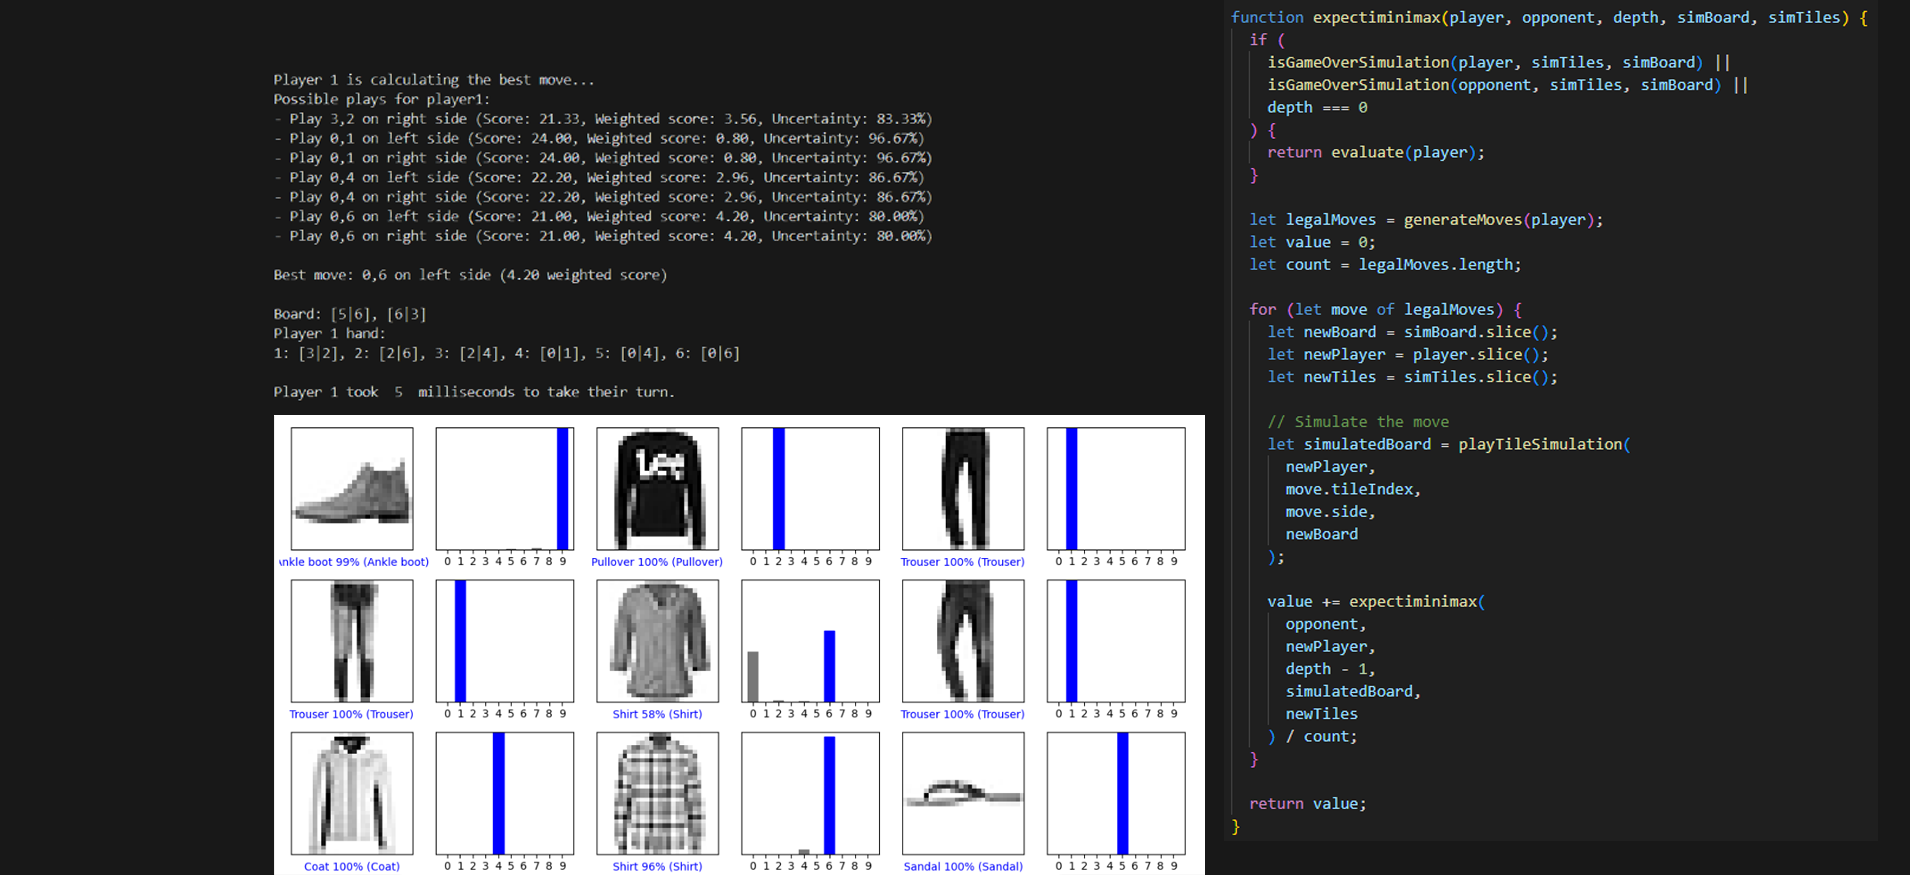 Player 1 is calculating the best move...
Possible plays for player1:
- Play 3,2 on right side (Score: 21.33, Weighted score: 3.56, Uncertainty: 83.33%)
- Play 0,1 on left side (Score: 24.00, Weighted score: 0.80, Uncertainty: 96.67%)
- Play 0,1 on right side (Score: 24.00, Weighted score: 0.80, Uncertainty: 96.67%)
- Play 0,4 on left side (Score: 22.20, Weighted score: 2.96, Uncertainty: 86.67%)
- Play 0,4 on right side (Score: 22.20, Weighted score: 2.96, Uncertainty: 86.67%)
- Play 0,6 on left side (Score: 21.00, Weighted score: 4.20, Uncertainty: 80.00%)
- Play 0,6 on right side (Score: 21.00, Weighted score: 4.20, Uncertainty: 80.00%)
Best move: 0,6 on left side (4.20 weighted score)
Board: [5|6], [6|3]
Player 1 hand:
1: [3|2], 2: [2|6], 3: [2|4], 4: [0|1], 5: [0|4], 6: [0|6]
Player 1 took  5  milliseconds to take their turn.
Lee
nkle boot 99% (Ankle boot)
0 1 2 3 4 5 6 7 8 9
Pullover 100% (Pullover)
0 1 2 3 4 5 6 7 8 9
Trouser 100% (Trouser)
0 1 2 3 4 5 6 7 8 9
Trouser 100% (Trouser)
0 1 2 3 4 5 6 7 8 9
Shirt 58% (Shirt)
0 1 2 3 4 5 6 7 8 9
Trouser 100% (Trouser)
0 1 2 3 4 5 6 7 8 9
Coat 100% (Coat)
0 1 2 3 4 5 6 7 8 9
Shirt 96% (Shirt)
0 1 2 3 4 5 6 7 8 9
Sandal 100% (Sandal)
0 1 2 3 4 5 6 7 8 9
function expectiminimax(player, opponent, depth, simBoard, simTiles) {
if (
isGameOverSimulation(player, simTiles, simBoard) ||
isGameOverSimulation(opponent, simTiles, simBoard) ||
depth === 0
) {
return evaluate(player);
}
let legalMoves = generateMoves(player);
let value = 0;
let count = legalMoves.length;
for (let move of legalMoves) {
let newBoard = simBoard.slice();
let newPlayer = player.slice();
let newTiles = simTiles.slice();
// Simulate the move
let simulatedBoard = playTileSimulation(
newPlayer,
move.tileIndex,
move.side,
newBoard
);
value += expectiminimax(
opponent,
newPlayer,
depth - 1,
simulatedBoard,
newTiles
) / count;
}
return value;
}